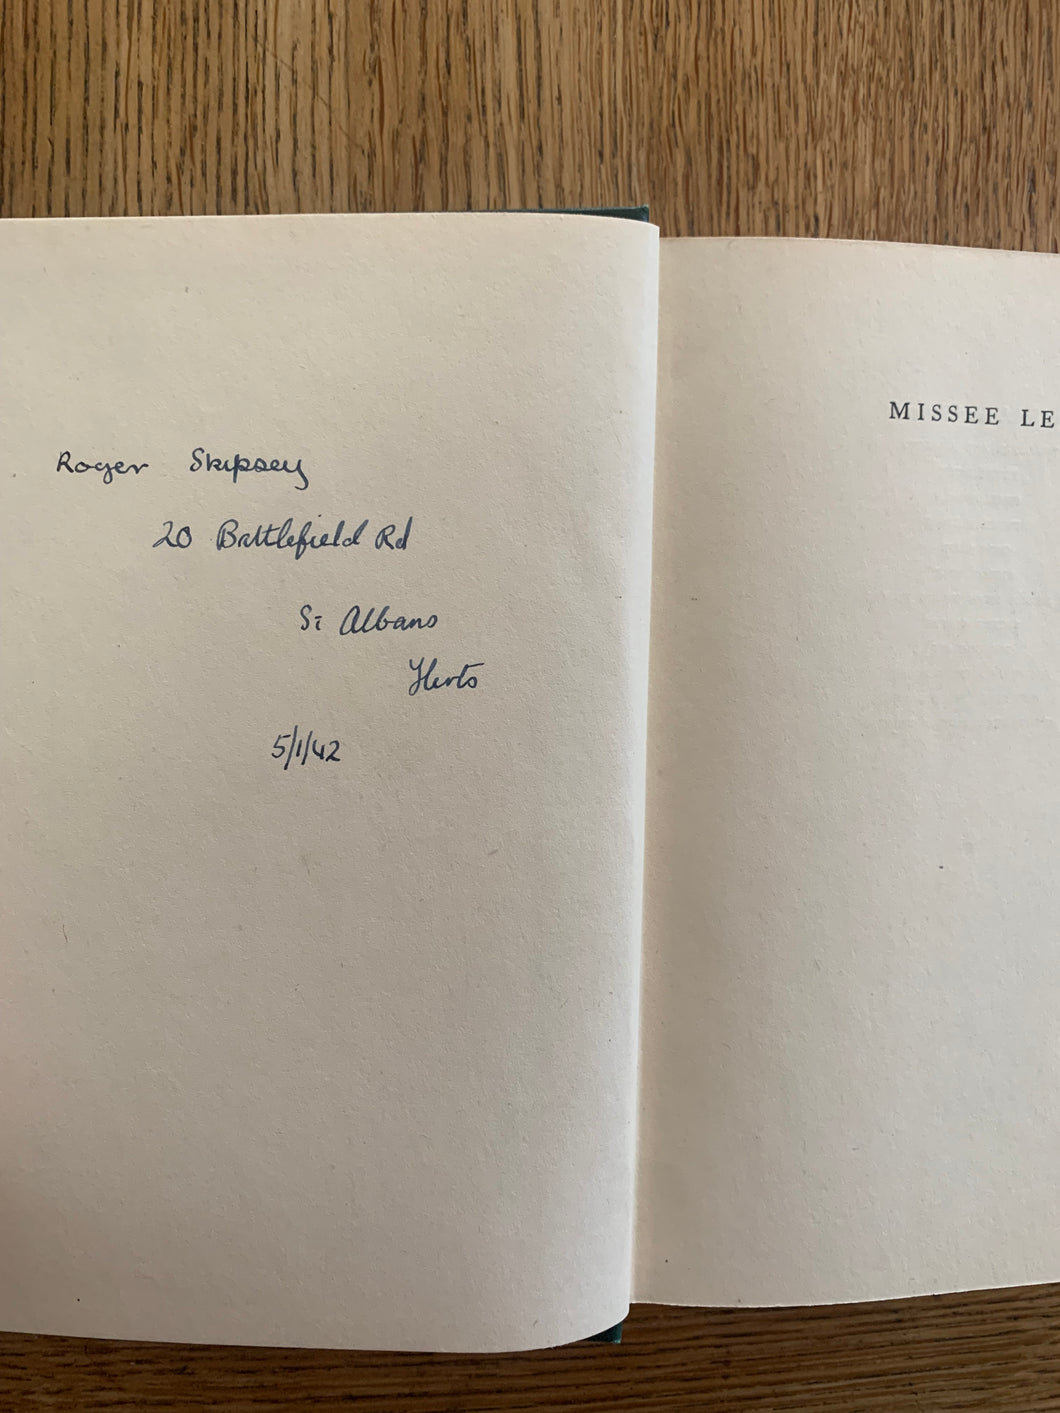 Roger Skipsey
20 Battlefield Rd
St Albans
Herts
5/1/42
MISSEE LE